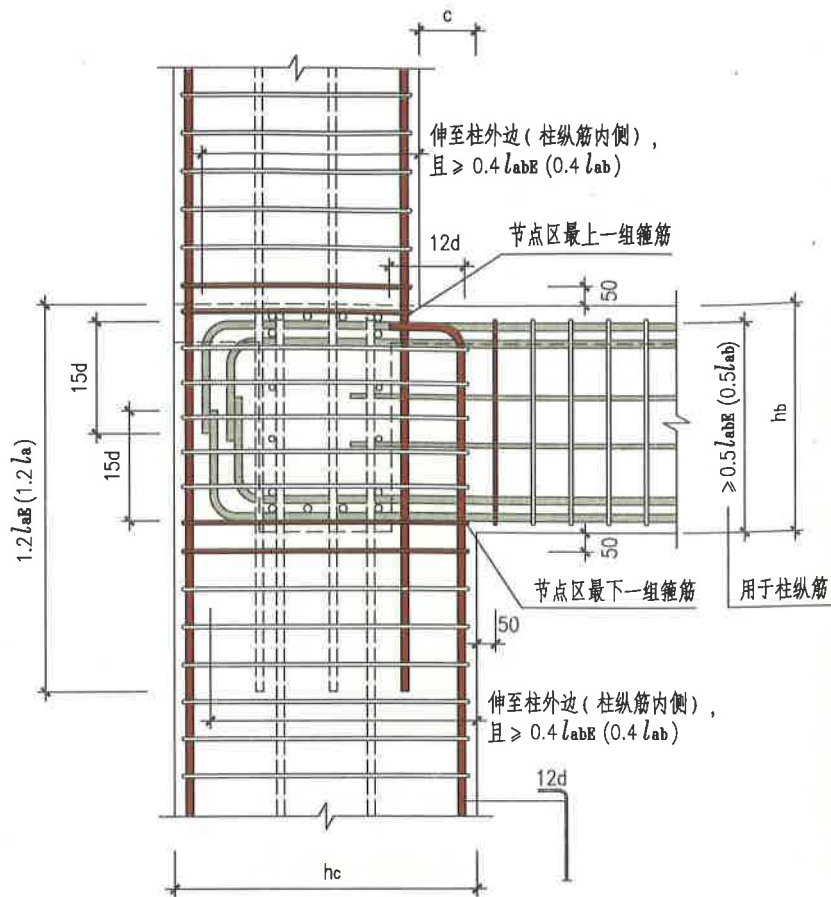 c
伸至柱外边(柱纵筋内侧),
且≥0.4labE(0.4lab)
12d
节点区最上一组箍筋
50
15d
15d
1.2laE(1.2la)
≥0.5labE(0.5lab)
hb
50
节点区最下一组箍筋
用于柱纵筋
50
伸至柱外边(柱纵筋内侧),
且≥0.4labE(0.4lab)
12d
hc